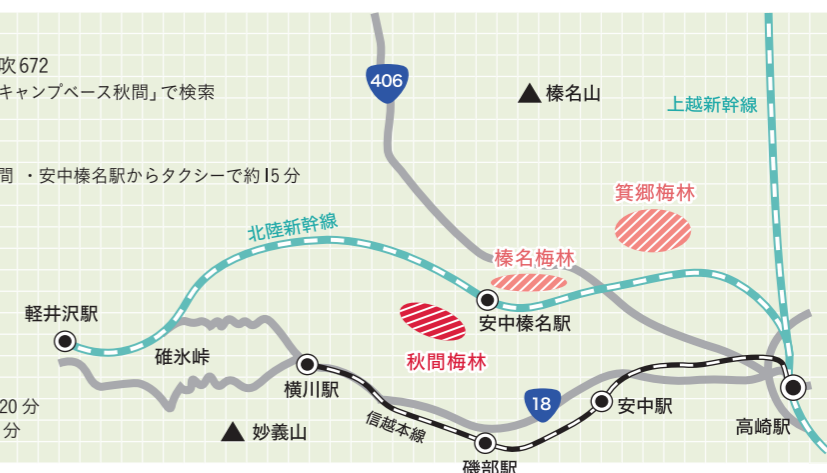 吹672
キャンプベース秋間」で検索
間 ・安中榛名駅からタクシーで約15分
20分
分
406
▲ 榛名山
上越新幹線
箕郷梅林
北陸新幹線
榛名梅林
安中榛名駅
軽井沢駅
碓氷峠
秋間梅林
横川駅
18
安中駅
高崎駅
▲ 妙義山
信越本線
磯部駅